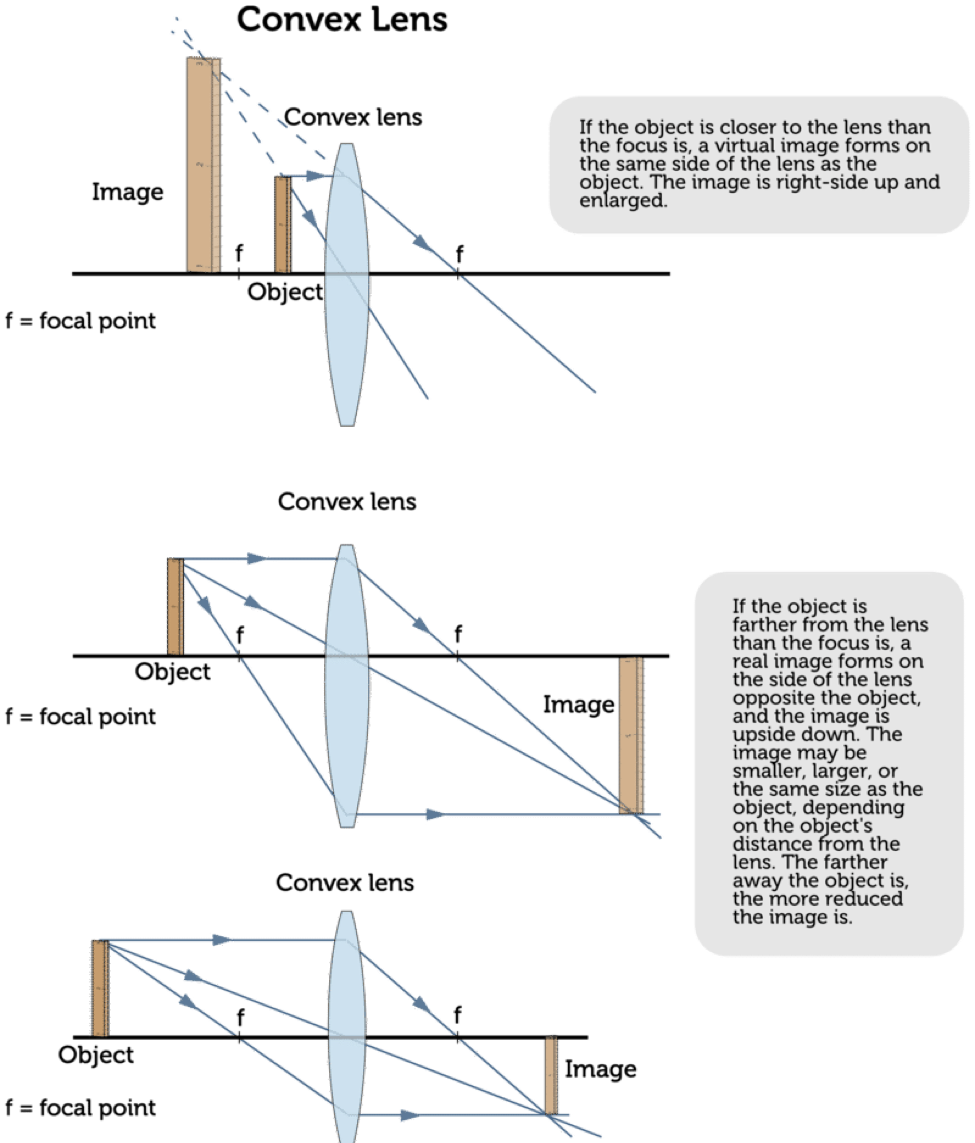 Convex Lens
Convex lens
If the object is closer to the lens than
the focus is, a virtual image forms on
the same side of the lens as the
object. The image is right-side up and
enlarged.
Image
f
f
Object
f = focal point
Convex lens
f
f
Object
Image
f = focal point
If the object is
farther from the lens
than the focus is, a
real image forms on
the side of the lens
opposite the object,
and the image is
upside down. The
image may be
smaller, larger, or
the same size as the
object, depending
on the object's
distance from the
lens. The farther
away the object is,
the more reduced
the image is.
Convex lens
f
f
Object
Image
f = focal point